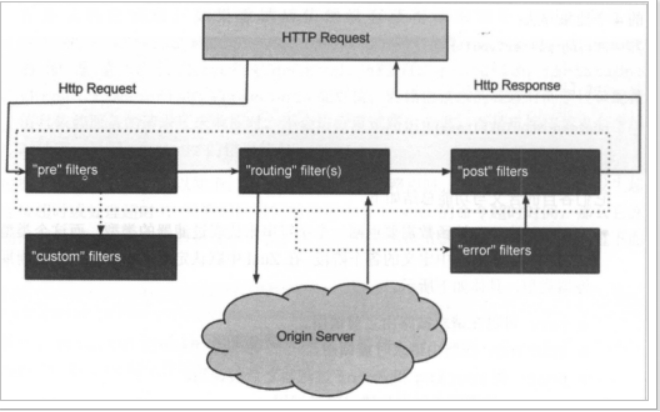 HTTP Request
Http Request
Http Response
"pre" filters
"routing" filter(s)
"post" filters
"custom" filters
"error" filters
Origin Server